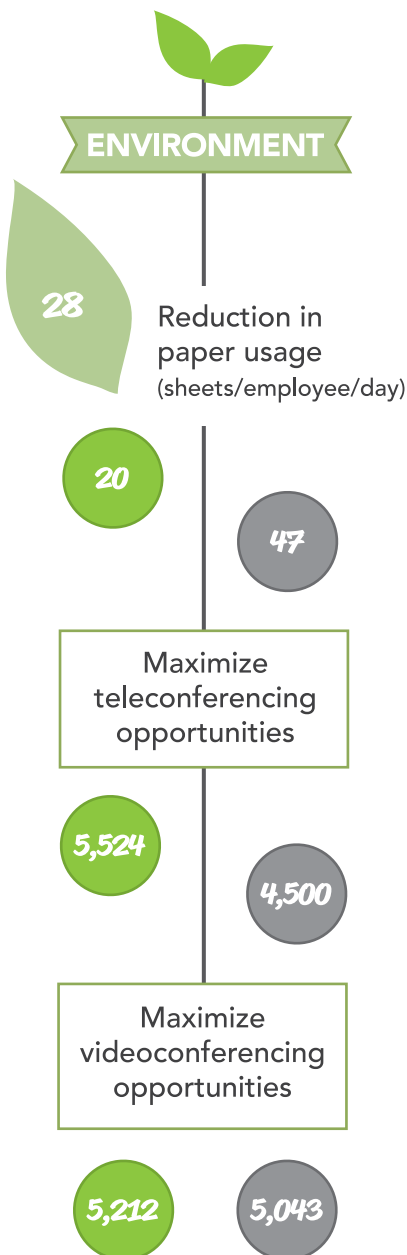 ENVIRONMENT
28
Reduction in
paper usage
(sheets/employee/day)
20
47
Maximize
teleconferencing
opportunities
5,524
4,500
Maximize
videoconferencing
opportunities
5,212
5,043